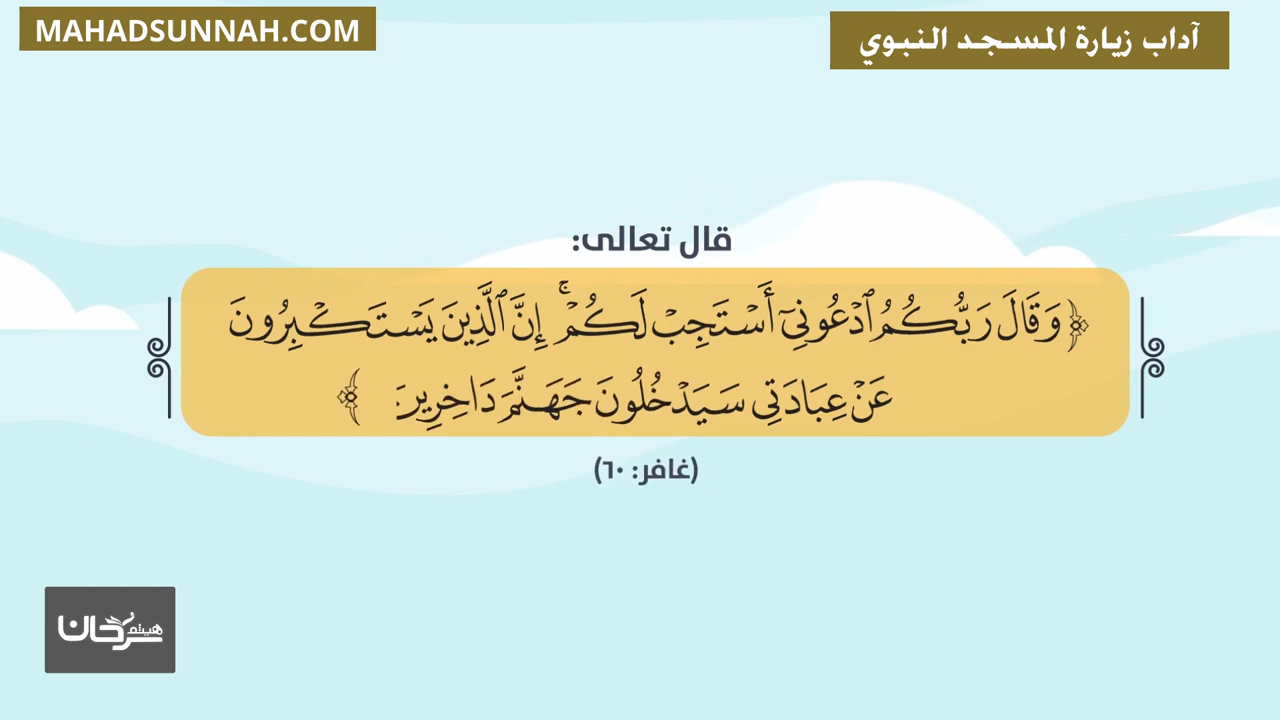 MAHADSUNNAH.COM
آداب زيارة المسجد النبوي
قال تعالى:
﴿وَقَالَ رَبُّكُمُ ٱدْعُونِىٓ أَسْتَجِبْ لَكُمْ ۚ إِنَّ ٱلَّذِينَ يَسْتَكْبِرُونَ
عَنْ عِبَادَتِى سَيَدْخُلُونَ جَهَنَّمَ دَاخِرِينَ﴾
(غافر: ٦٠)
هيثم
سرحان